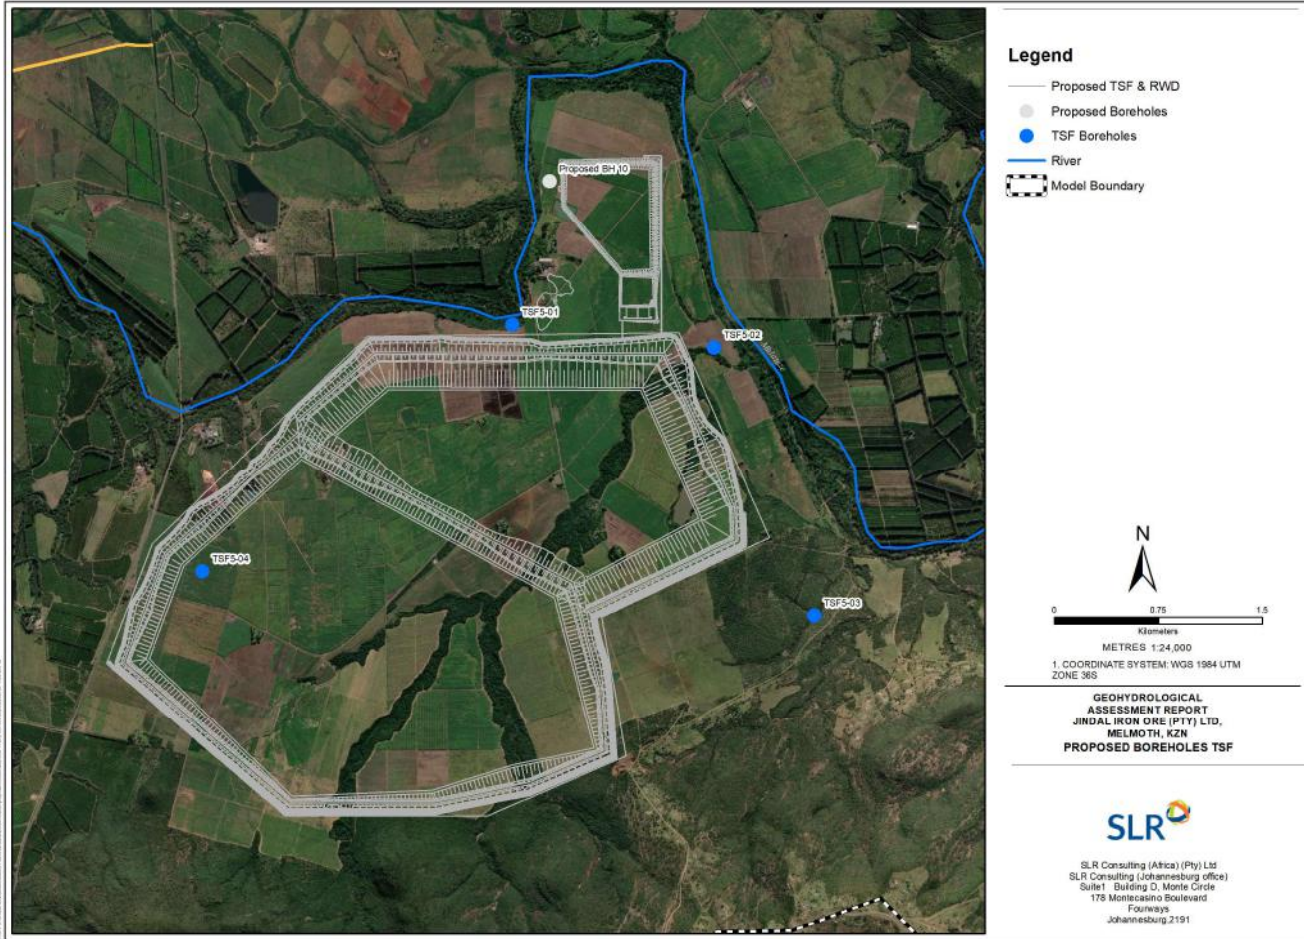 Proposed BH 10
TSF5-01
TSF5-02
TSF5-04
TSF5-03
Legend
Proposed TSF & RWD
Proposed Boreholes
TSF Boreholes
River
Model Boundary
N
0 0.75 1.5
Kilometers
METRES 1:24,000
1. COORDINATE SYSTEM: WGS 1984 UTM
ZONE 36S
GEOHYDROLOGICAL
ASSESSMENT REPORT
JINDAL IRON ORE (PTY) LTD,
MELMOTH, KZN
PROPOSED BOREHOLES TSF
SLR
SLR Consulting (Africa) (Pty) Ltd
SLR Consulting (Johannesburg office)
Suite1 Building D, Monte Circle
178 Montecasino Boulevard
Fourways
Johannesburg,2191